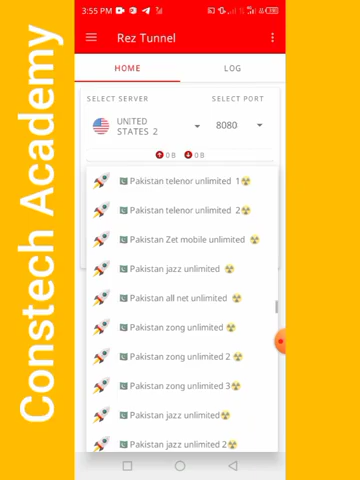 Constech Academy
3:55 PM
Rez Tunnel
HOME
LOG
SELECT SERVER
SELECT PORT
UNITED
STATES 2
8080
0 B
0 B
Pakistan telenor unlimited 1
Pakistan telenor unlimited 2
Pakistan Zet mobile unlimited
Pakistan jazz unlimited
Pakistan all net unlimited
Pakistan zong unlimited
Pakistan zong unlimited 2
Pakistan zong unlimited 3
Pakistan jazz unlimited
Pakistan jazz unlimited 2